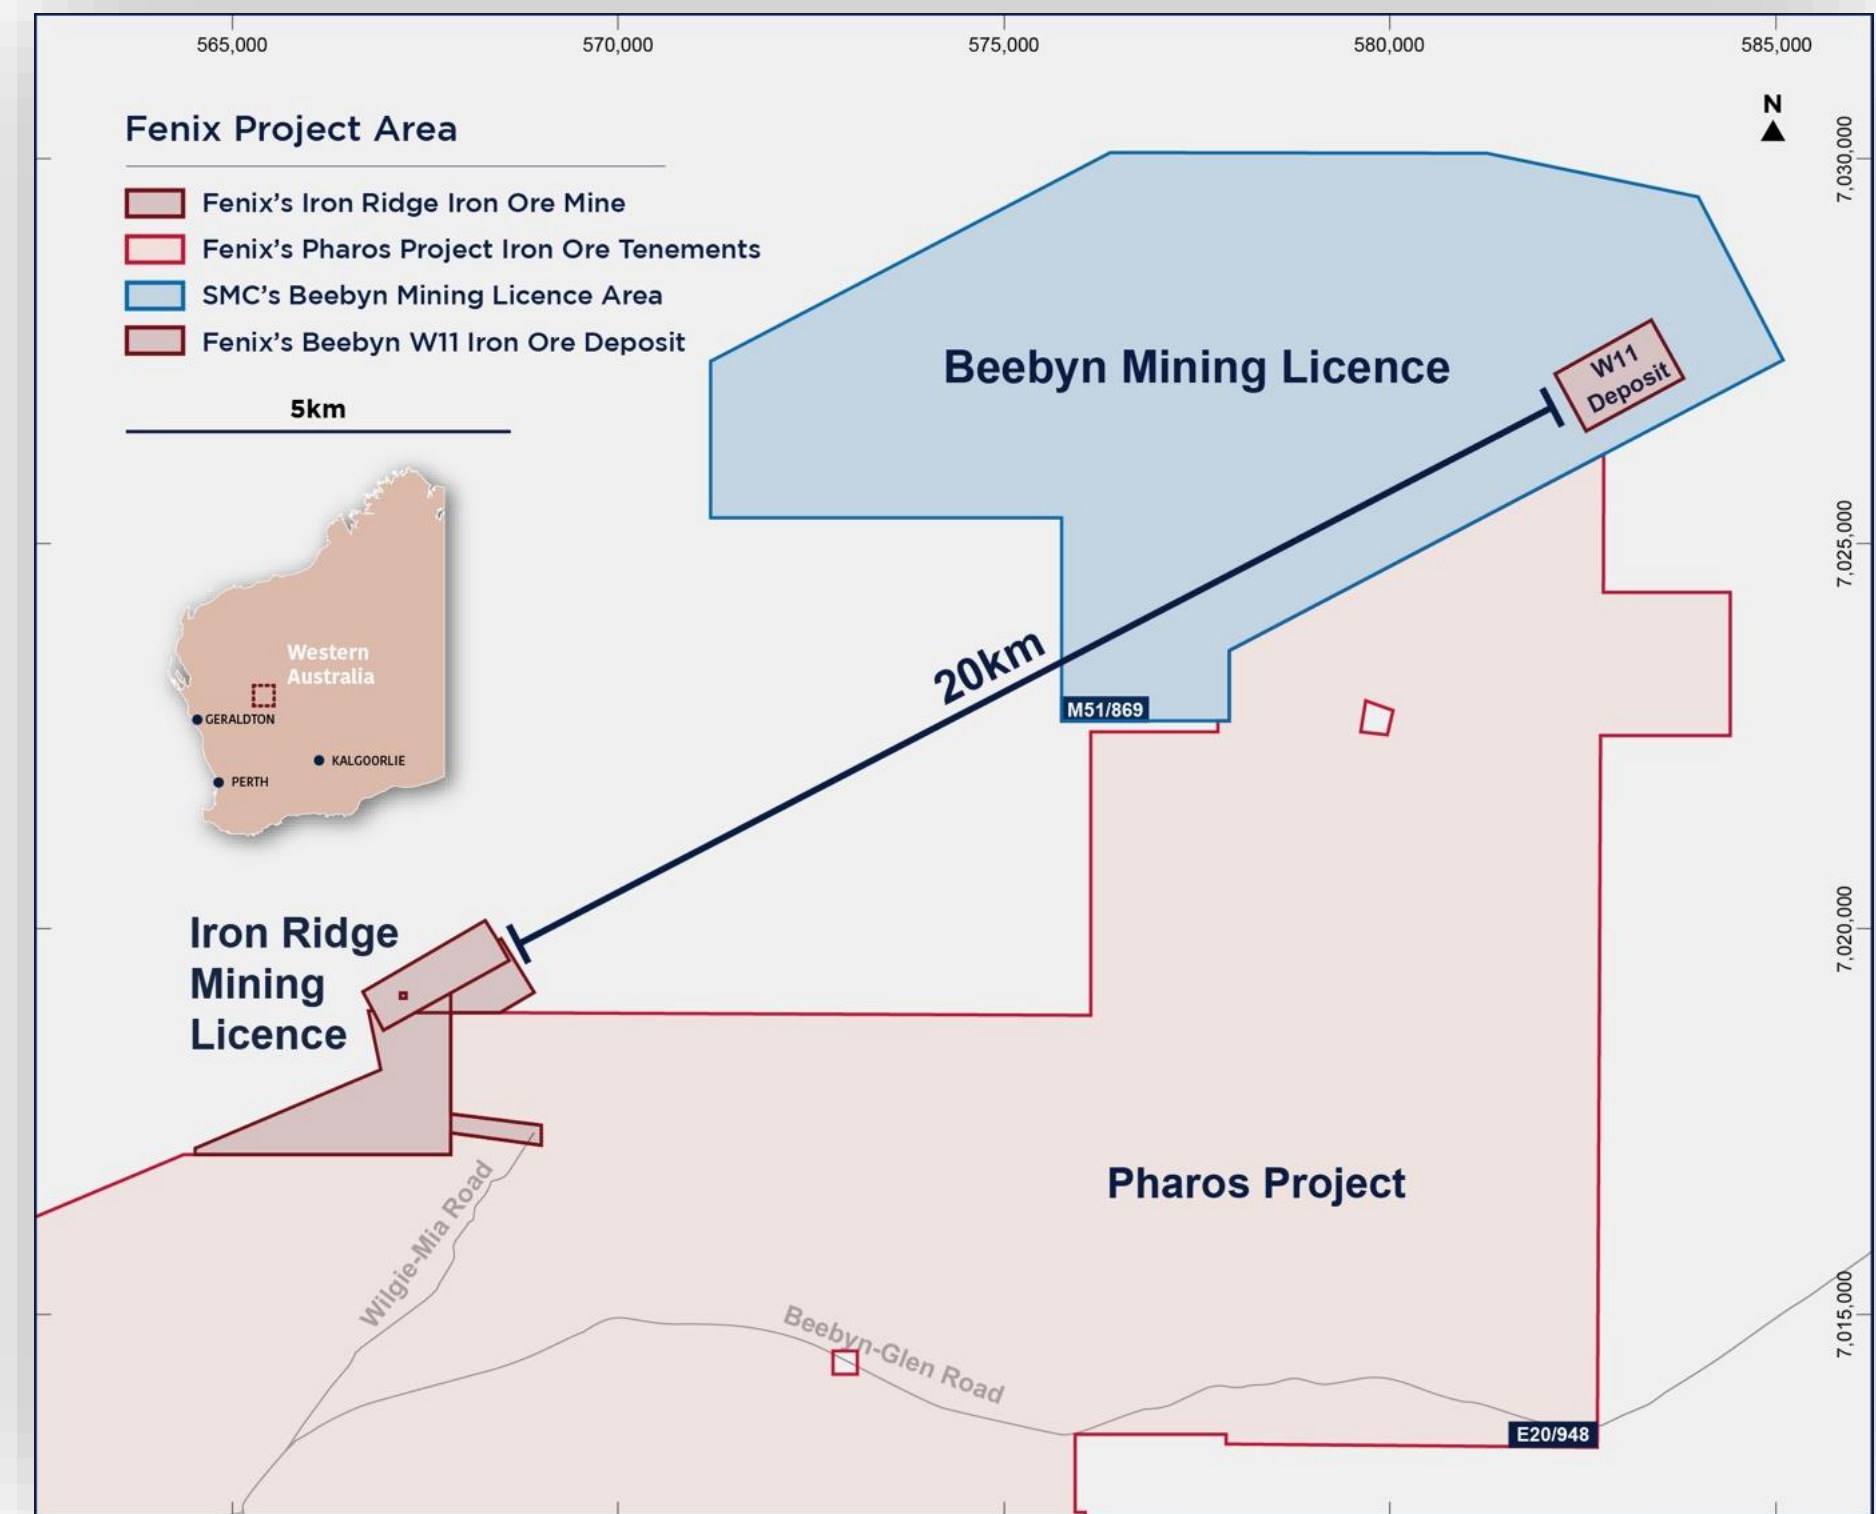 565,000
570,000
575,000
580,000
585,000
N
7,030,000
Fenix Project Area
Fenix's Iron Ridge Iron Ore Mine
Fenix's Pharos Project Iron Ore Tenements
SMC's Beebyn Mining Licence Area
Fenix's Beebyn W11 Iron Ore Deposit
5km
Beebyn Mining Licence
W11
Deposit
7,025,000
Western
Australia
GERALDTON
KALGOORLIE
PERTH
20km
M51/869
7,020,000
Iron Ridge
Mining
Licence
Pharos Project
Wilgie-Mia Road
Beebyn-Glen Road
7,015,000
E20/948